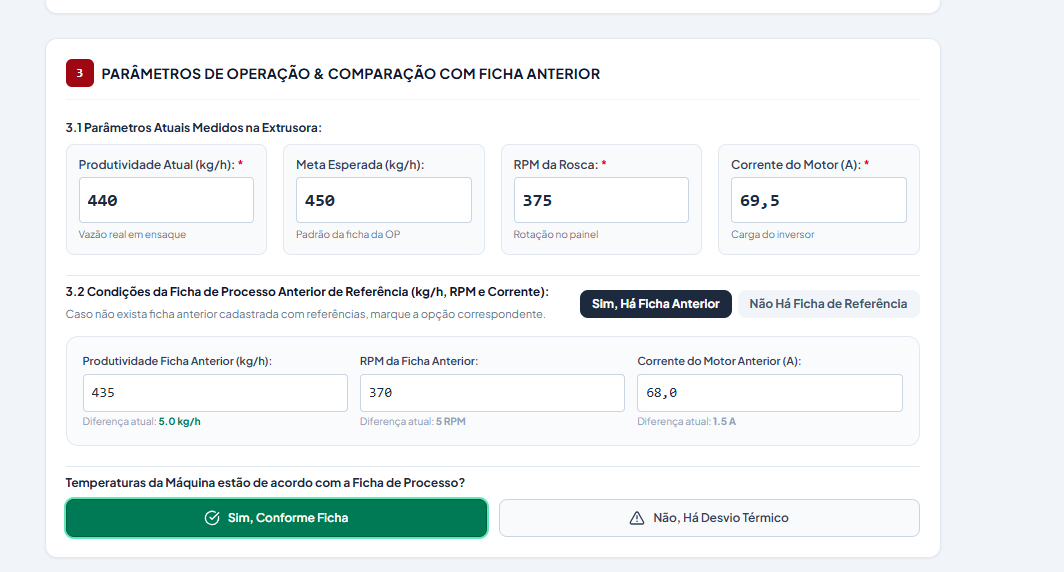 3 PARÂMETROS DE OPERAÇÃO & COMPARAÇÃO COM FICHA ANTERIOR
3.1 Parâmetros Atuais Medidos na Extrusora:
Produtividade Atual (kg/h): *
440
Vazão real em ensaque
Meta Esperada (kg/h):
450
Padrão da ficha da OP
RPM da Rosca: *
375
Rotação no painel
Corrente do Motor (A): *
69,5
Carga do inversor
3.2 Condições da Ficha de Processo Anterior de Referência (kg/h, RPM e Corrente):
Caso não exista ficha anterior cadastrada com referências, marque a opção correspondente.
Sim, Há Ficha Anterior
Não Há Ficha de Referência
Produtividade Ficha Anterior (kg/h):
435
Diferença atual: 5.0 kg/h
RPM da Ficha Anterior:
370
Diferença atual: 5 RPM
Corrente do Motor Anterior (A):
68,0
Diferença atual: 1.5 A
Temperaturas da Máquina estão de acordo com a Ficha de Processo?
Sim, Conforme Ficha
Não, Há Desvio Térmico